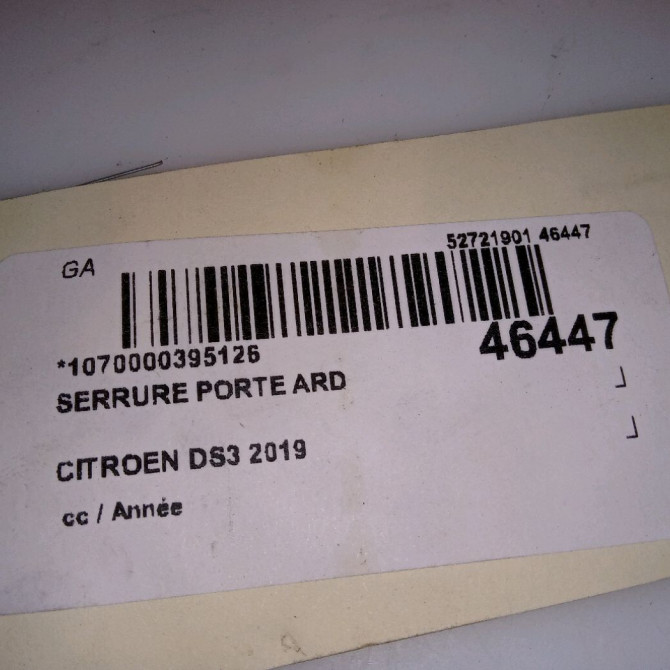 GA
52721901 46447
*1070000395126
46447
SERRURE PORTE ARD
CITROEN DS3 2019
cc / Année